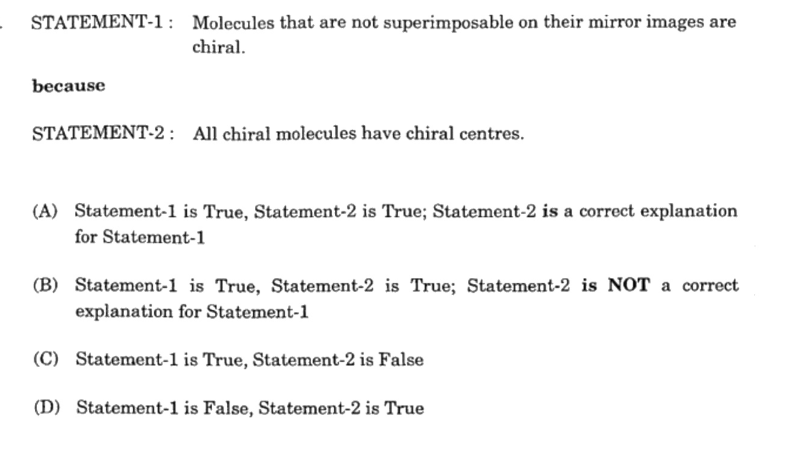 STATEMENT-1 : Molecules that are not superimposable on their mirror images are
chiral.
because
STATEMENT-2 : All chiral molecules have chiral centres.
(A) Statement-1 is True, Statement-2 is True; Statement-2 is a correct explanation
for Statement-1
(B) Statement-1 is True, Statement-2 is True; Statement-2 is NOT a correct
explanation for Statement-1
(C) Statement-1 is True, Statement-2 is False
(D) Statement-1 is False, Statement-2 is True